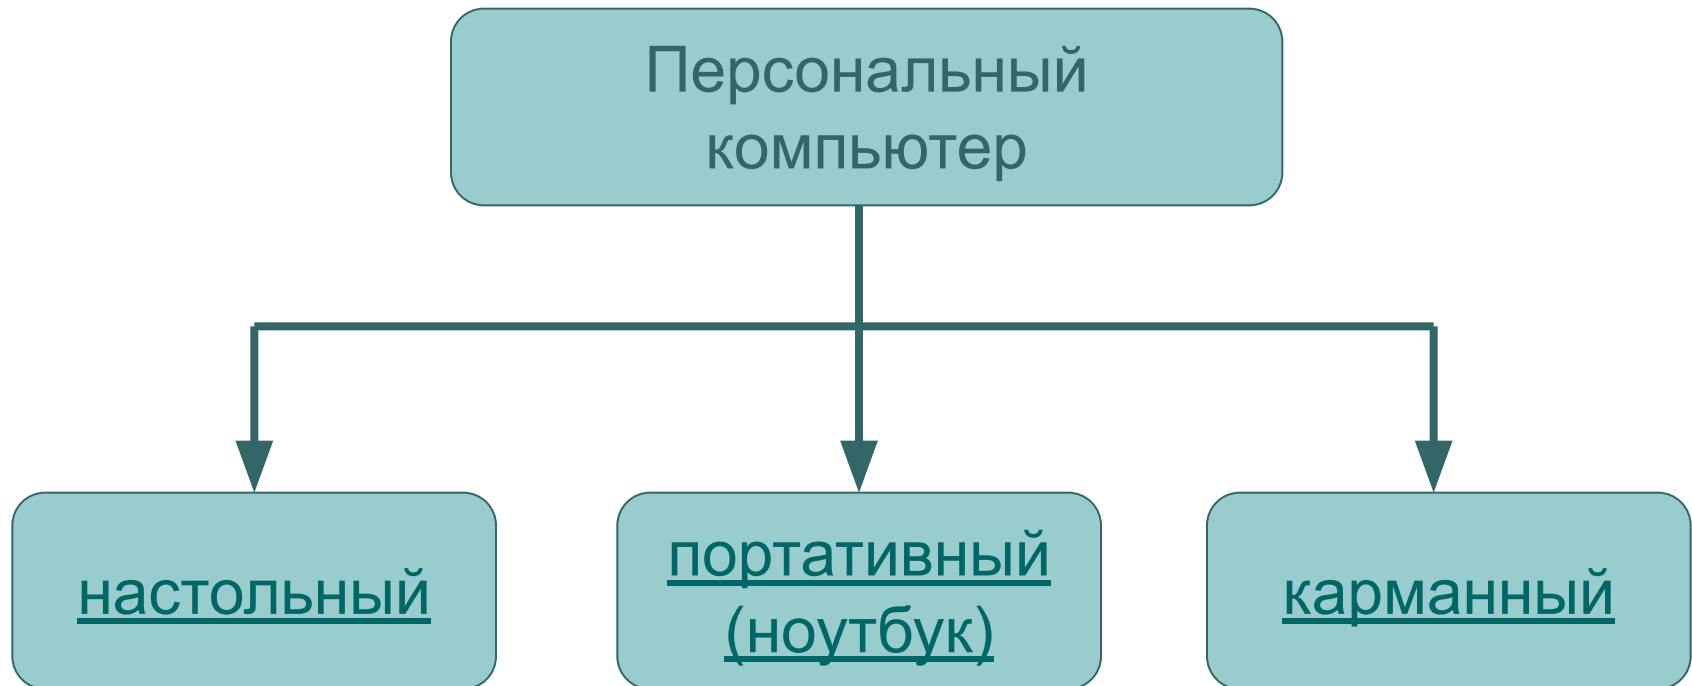 Персональный
компьютер
настольный
портативный
(ноутбук)
карманный